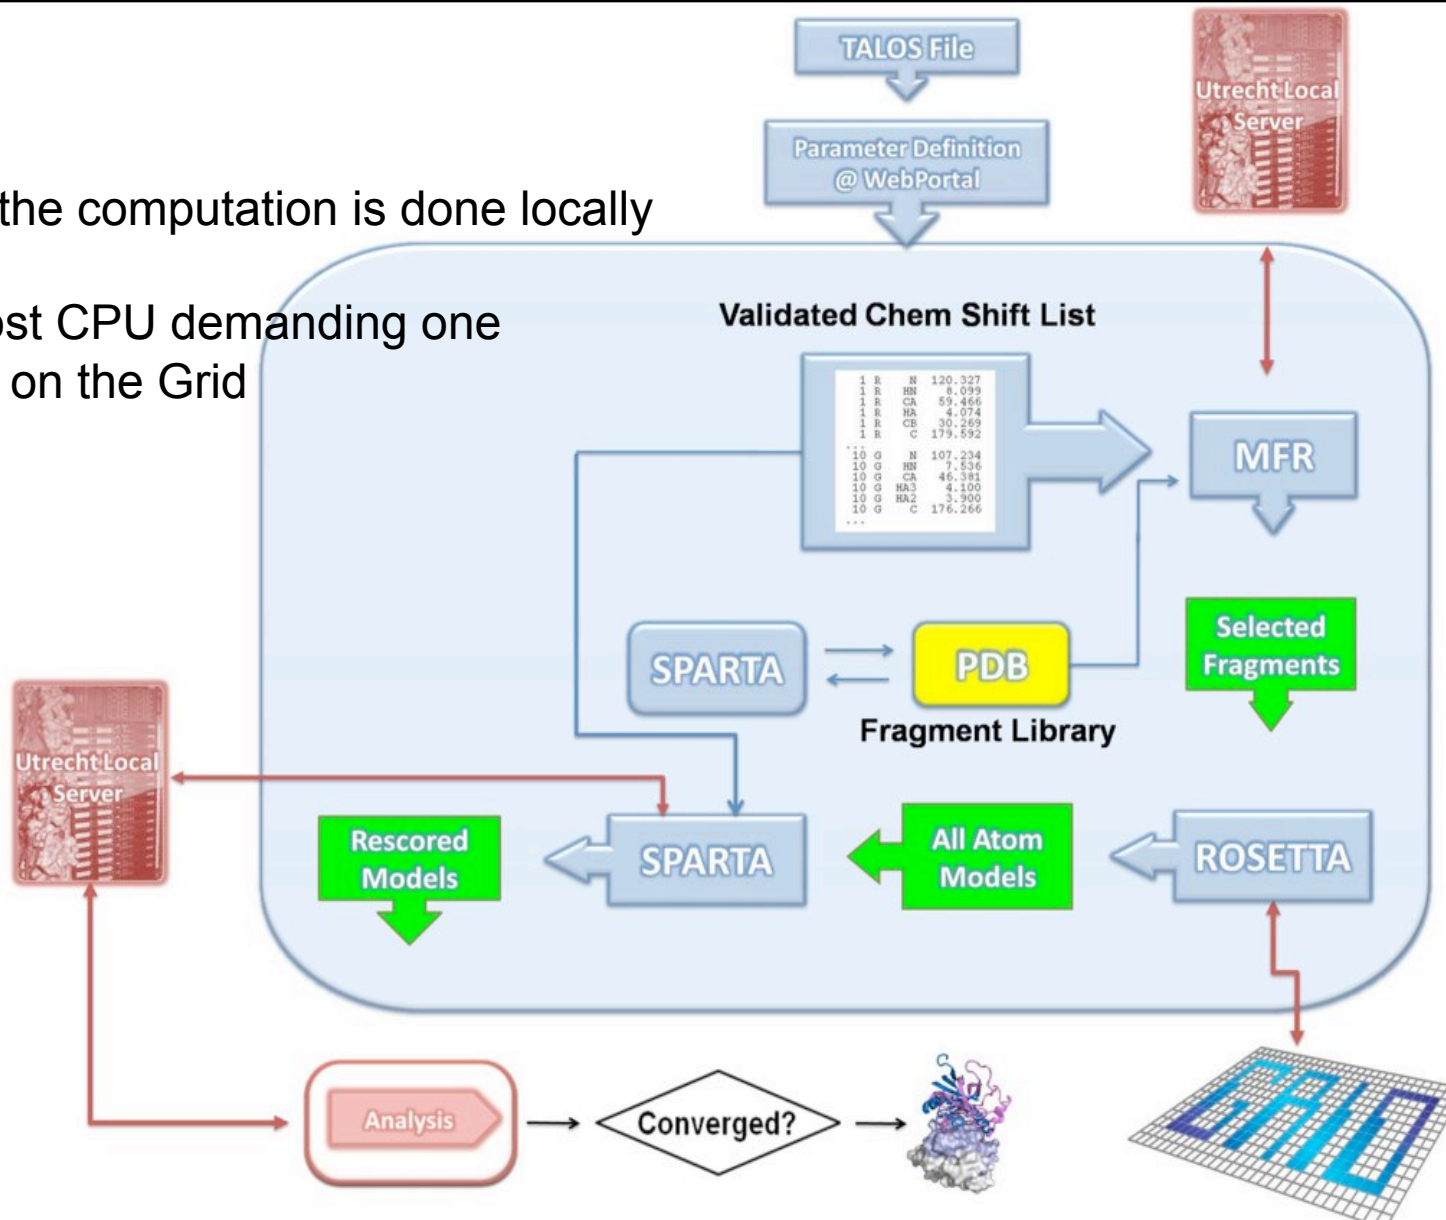 TALOS File
Utrecht Local
Server
Parameter Definition
@ WebPortal
the computation is done locally
ost CPU demanding one
on the Grid
Validated Chem Shift List
1 R N 120.327
1 R HN 8.099
1 R CA 59.466
1 R HA 4.074
1 R CB 30.269
1 R C 179.592
...
10 G N 107.234
10 G HN 7.536
10 G CA 46.381
10 G HA3 4.100
10 G HA2 3.900
10 G C 176.266
...
MFR
Selected
Fragments
SPARTA
PDB
Fragment Library
Utrecht Local
Server
Rescored
Models
SPARTA
All Atom
Models
ROSETTA
Analysis
Converged?
GRID